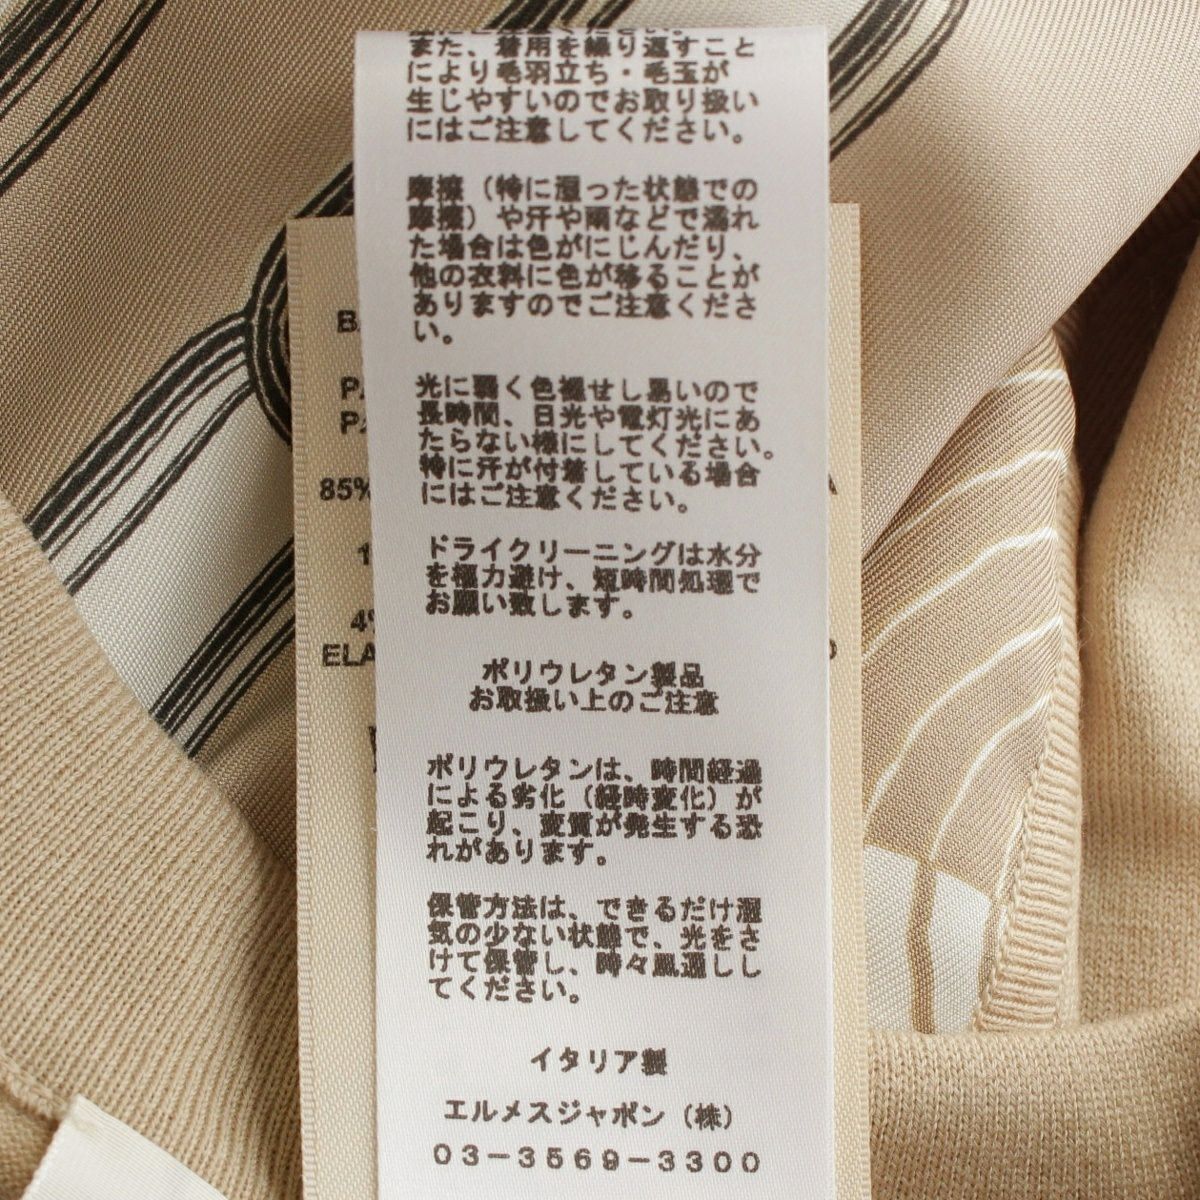 また、着用を繰り返すこと
により毛羽立ち・毛玉が
生じやすいのでお取り扱い
にはご注意してください。
摩擦（特に湿った状態での
摩擦）や汗や雨などで濡れ
た場合は色がにじんだり、
他の衣料に色が移ることが
ありますのでご注意くださ
い。
光に弱く色褪せし易いので
長時間、日光や電灯光にあ
たらない様にしてください。
特に汗が付着している場合
にはご注意ください。
ドライクリーニングは水分
を極力避け、短時間処理で
お願い致します。
ポリウレタン製品
お取扱い上のご注意
ポリウレタンは、時間経過
による劣化（経時変化）が
起こり、変質が発生する恐
れがあります。
保管方法は、できるだけ湿
気の少ない状態で、光をさ
けて保管し、時々風通しし
てください。
イタリア製
エルメスジャポン（株）
０３−３５６９−３３００
85%
ELA